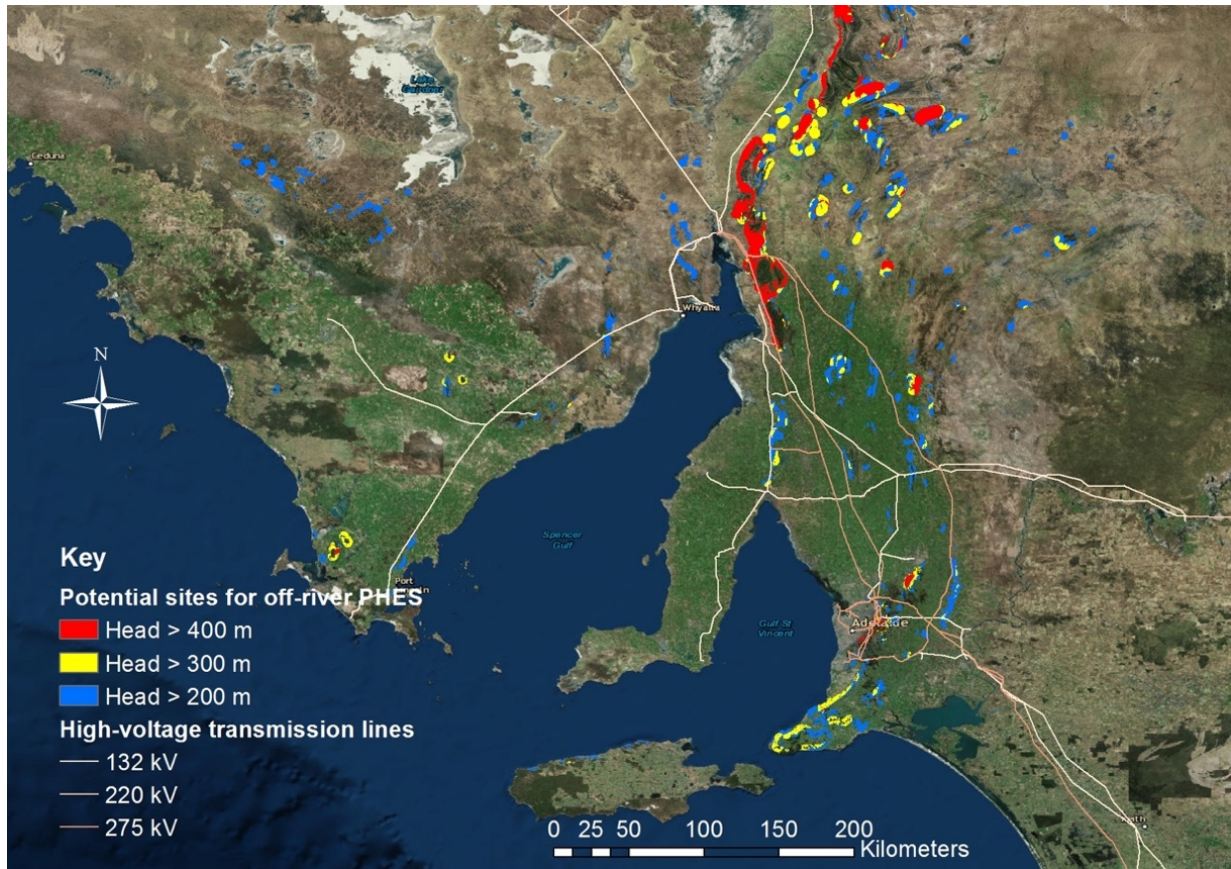 Lake
Gairdner
Ceduna
Whyalla
N
Spencer
Gulf
Key
Port
Potential sites for off-river PHES
Head > 400 m
Gulf St
Vincent
Adelaide
Head > 300 m
Head > 200 m
High-voltage transmission lines
132 kV
220 kV
275 kV
0 25 50 100 150 200
Kilometers